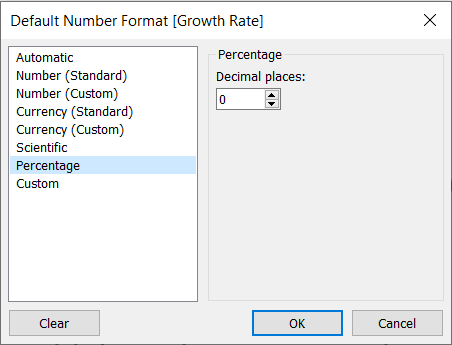 Default Number Format [Growth Rate]
Automatic
Number (Standard)
Number (Custom)
Currency (Standard)
Currency (Custom)
Scientific
Percentage
Custom
Percentage
Decimal places:
0
Clear
OK
Cancel